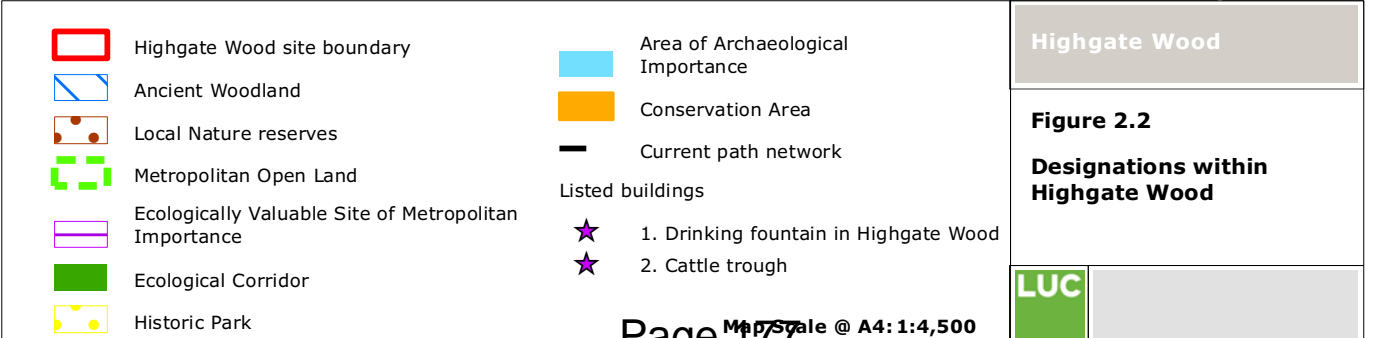 Highgate Wood site boundary
Ancient Woodland
Local Nature reserves
Metropolitan Open Land
Ecologically Valuable Site of Metropolitan
Importance
Ecological Corridor
Historic Park
Area of Archaeological
Importance
Conservation Area
Current path network
Listed buildings
1. Drinking fountain in Highgate Wood
2. Cattle trough
Page 177
Map Scale @ A4: 1:4,500
Highgate Wood
Figure 2.2
Designations within
Highgate Wood
LUC